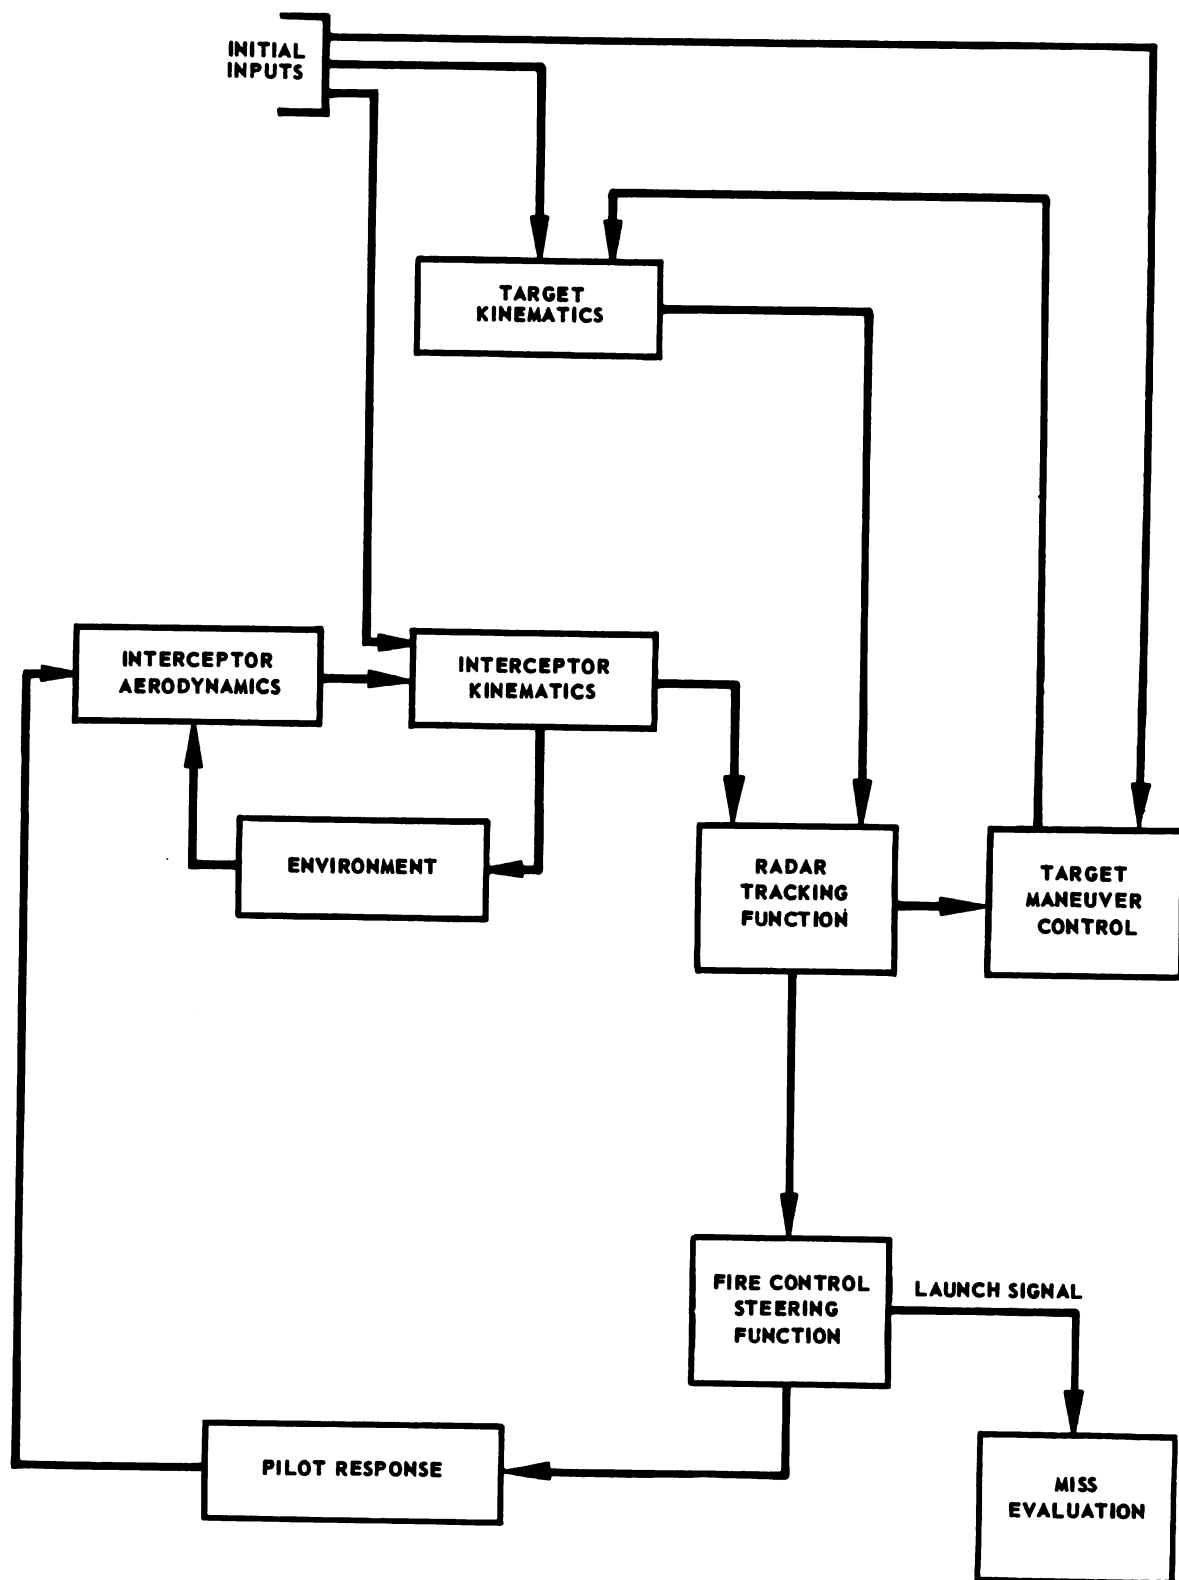 INITIAL
INPUTS
TARGET
KINEMATICS
INTERCEPTOR
AERODYNAMICS
INTERCEPTOR
KINEMATICS
ENVIRONMENT
RADAR
TRACKING
FUNCTION
TARGET
MANEUVER
CONTROL
FIRE CONTROL
STEERING
FUNCTION
LAUNCH SIGNAL
PILOT RESPONSE
MISS
EVALUATION